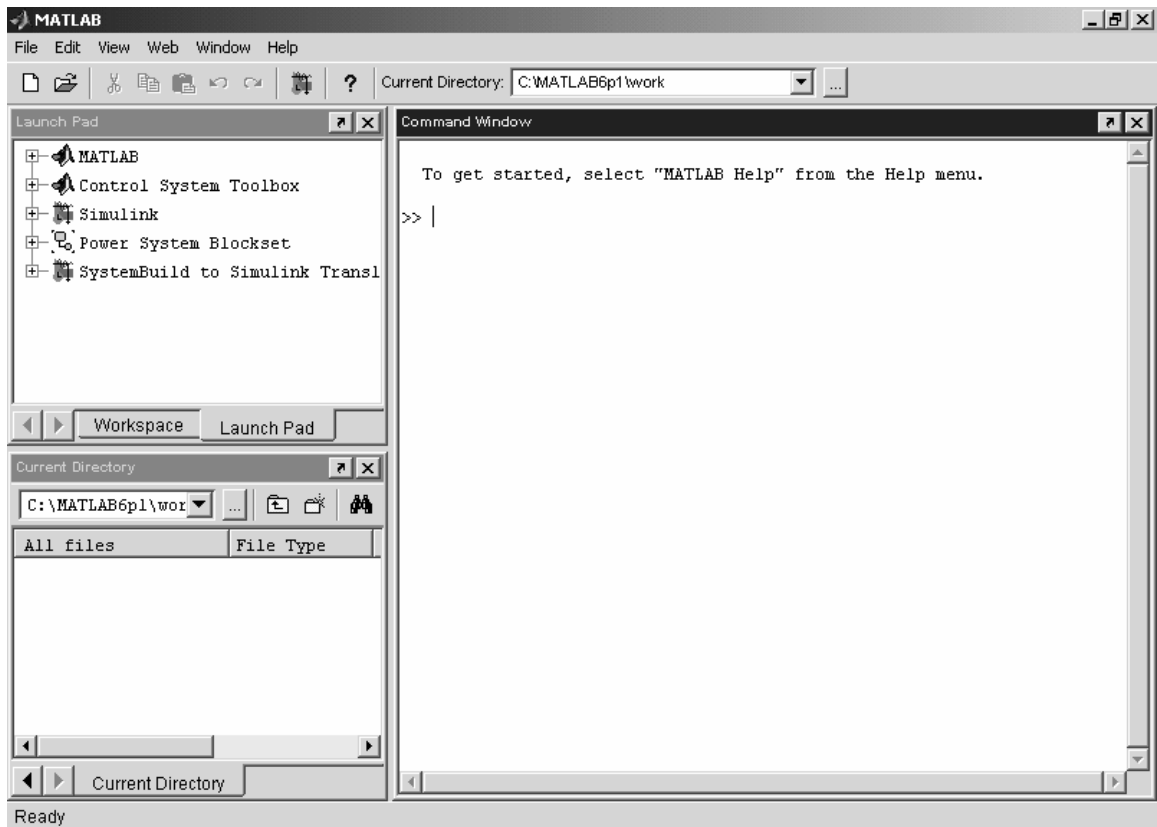 MATLAB
File Edit View Web Window Help
? Current Directory: C:\MATLAB6p1\work ...
Launch Pad
MATLAB
Control System Toolbox
Simulink
Power System Blockset
SystemBuild to Simulink Transl
Workspace Launch Pad
Current Directory
C:\MATLAB6p1\wor ...
All files File Type
Current Directory
Command Window
To get started, select "MATLAB Help" from the Help menu.
>>
Ready